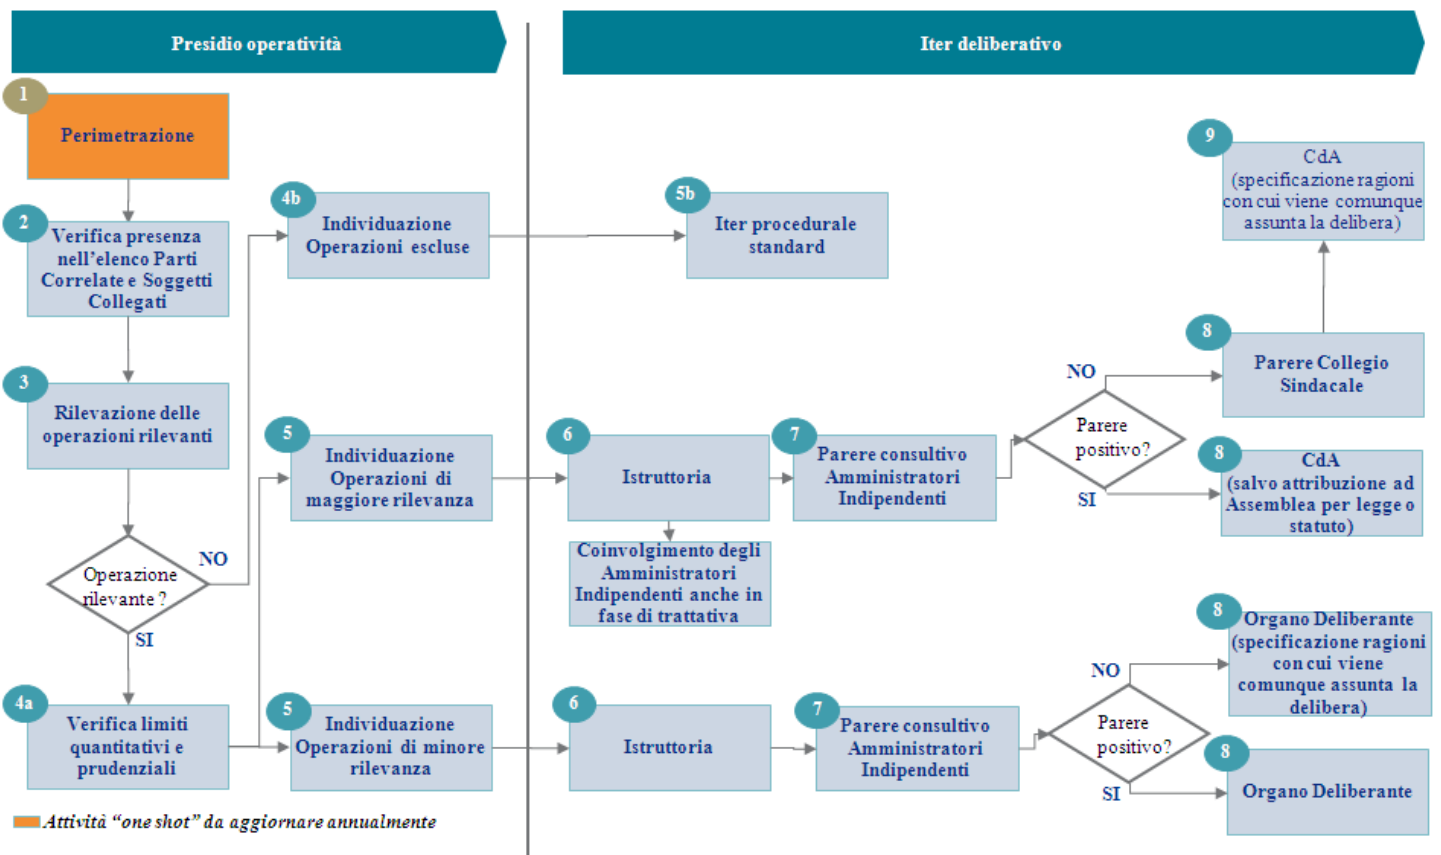 Presidio operatività
Iter deliberativo
1
Perimetrazione
2
Verifica presenza
nell'elenco Parti
Correlate e Soggetti
Collegati
3
Rilevazione delle
operazioni rilevanti
Operazione
rilevante ?
NO
SI
4a
Verifica limiti
quantitativi e
prudenziali
4b
Individuazione
Operazioni escluse
5b
Iter procedurale
standard
5
Individuazione
Operazioni di
maggiore rilevanza
6
Istruttoria
Coinvolgimento degli
Amministratori
Indipendenti anche in
fase di trattativa
7
Parere consultivo
Amministratori
Indipendenti
Parere
positivo?
NO
SI
8
Parere Collegio
Sindacale
9
CdA
(specificazione ragioni
con cui viene comunque
assunta la delibera)
8
CdA
(salvo attribuzione ad
Assemblea per legge o
statuto)
5
Individuazione
Operazioni di minore
rilevanza
6
Istruttoria
7
Parere consultivo
Amministratori
Indipendenti
Parere
positivo?
NO
SI
8
Organo Deliberante
(specificazione ragioni
con cui viene
comunque assunta la
delibera)
8
Organo Deliberante
Attività “one shot” da aggiornare annualmente